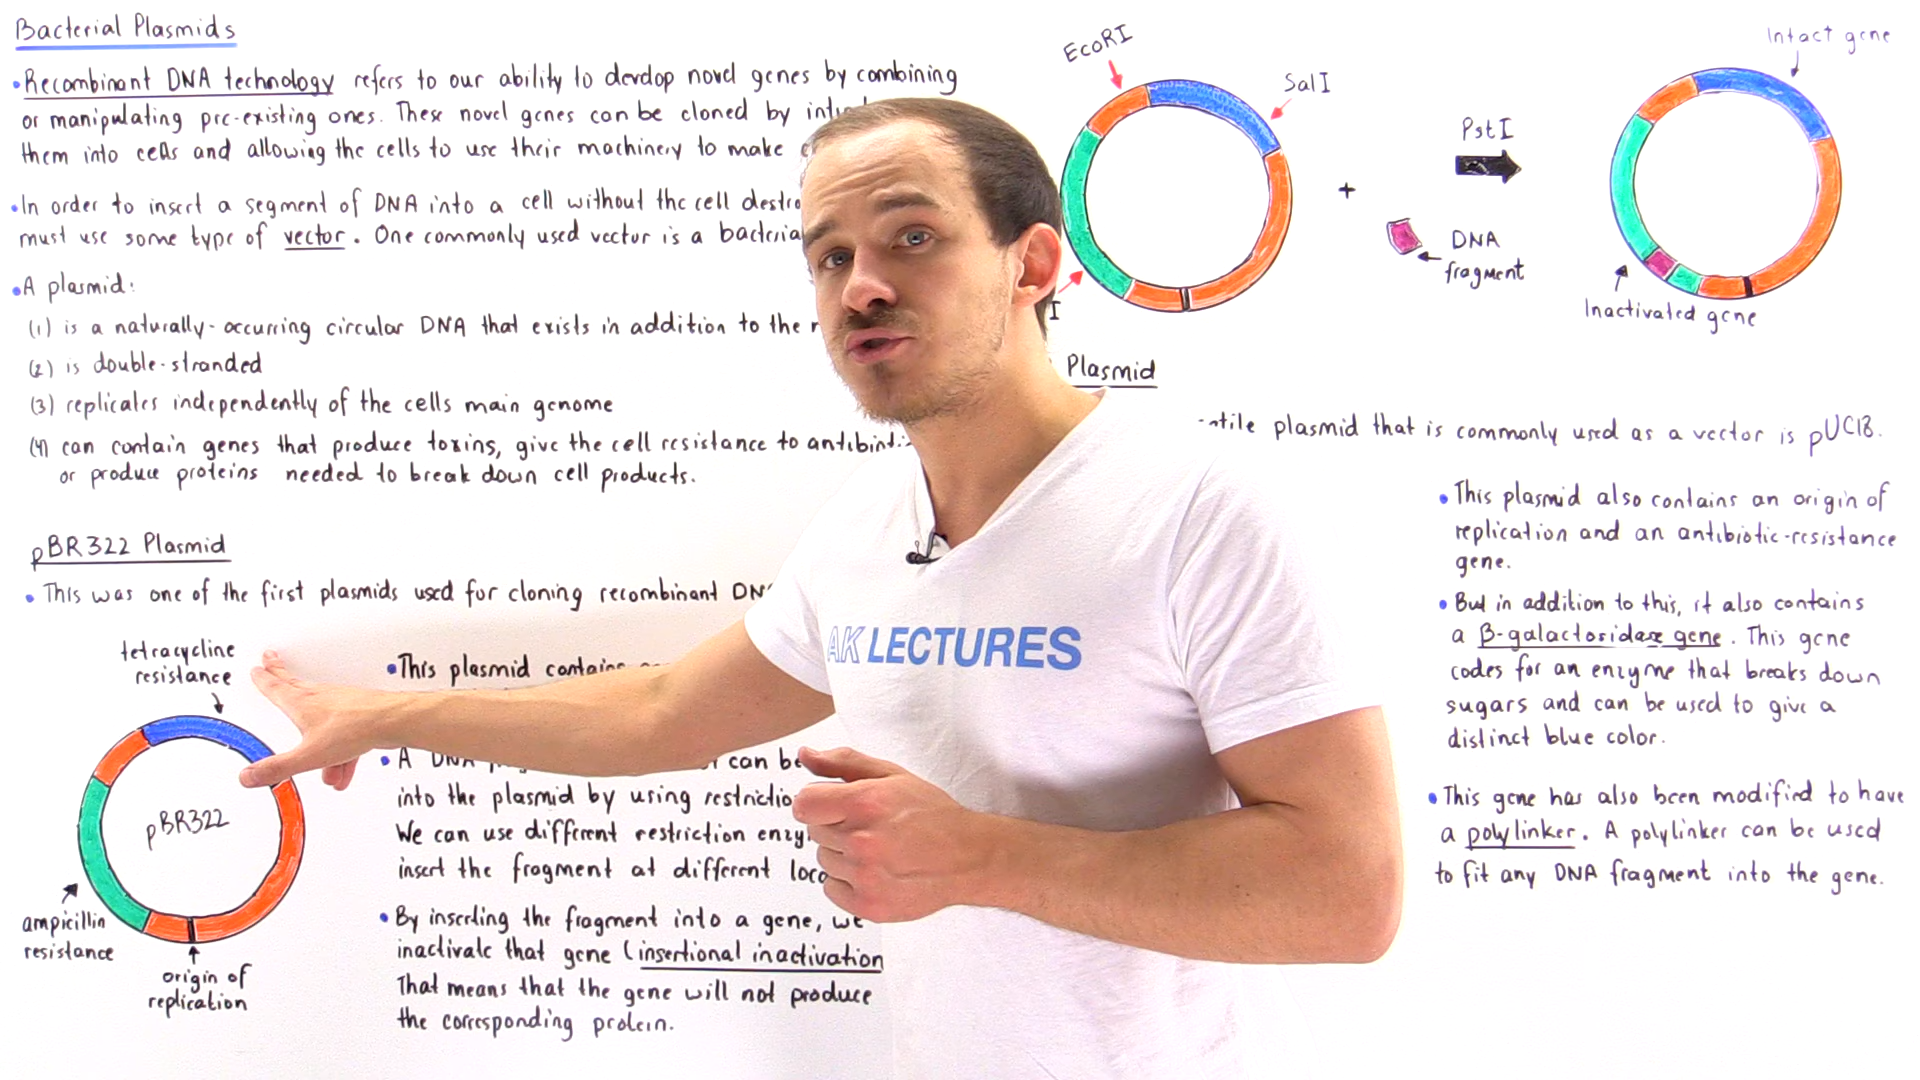 Bacterial Plasmids
•Recombinant DNA technology refers to our ability to develop novel genes by combining
or manipulating pre-existing ones. These novel genes can be cloned by
them into cells and allowing the cells to use their machinery to make
•In order to insert a segment of DNA into a cell without the cell
must use some type of vector. One commonly used vector is a
•A plasmid:
(1) is a naturally-occurring circular DNA that exists in addition to the
(2) is double-stranded
(3) replicates independently of the cells main genome
(4) can contain genes that produce toxins, give the cell resistance to
or produce proteins needed to break down cell products.
pBR322 Plasmid
• This was one of the first plasmids used for cloning recombinant
tetracycline
resistance
pBR322
ampicillin
resistance
origin of
replication
•This plasmid contains
• A DNA can be
into the plasmid by using
We can use different restriction
insert the fragment at different
• By inserting the fragment into a gene, we
inactivate that gene (insertional inactivation
That means that the gene will not produce
the corresponding protein.
AK LECTURES
EcoRI
SalI
I
+
DNA
fragment
PstI
Intact gene
Inactivated gene
Plasmid
plasmid that is commonly used as a vector is pUC18.
• This plasmid also contains an origin of
replication and an antibiotic-resistance
gene.
• But in addition to this, it also contains
a β-galactosidase gene. This gene
codes for an enzyme that breaks down
sugars and can be used to give a
distinct blue color.
• This gene has also been modified to have
a polylinker. A polylinker can be used
to fit any DNA fragment into the gene.